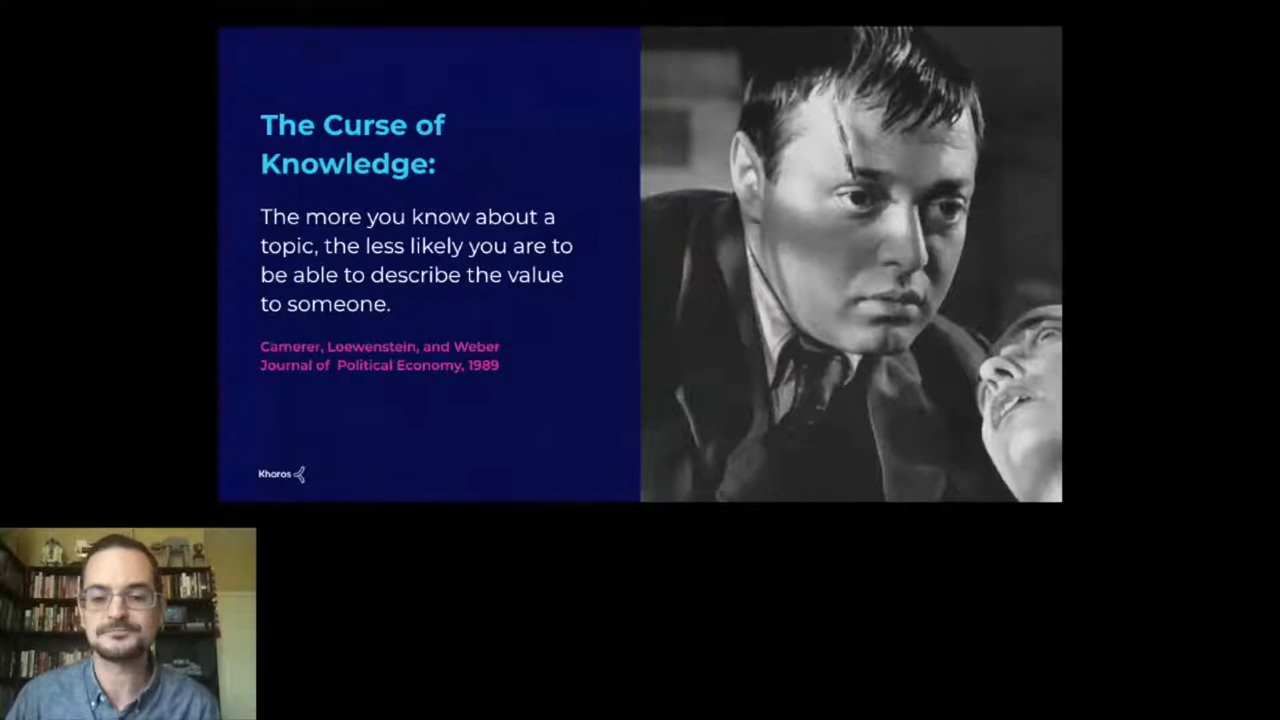 The Curse of
Knowledge:
The more you know about a
topic, the less likely you are to
be able to describe the value
to someone.
Camerer, Loewenstein, and Weber
Journal of Political Economy, 1989
Khoros